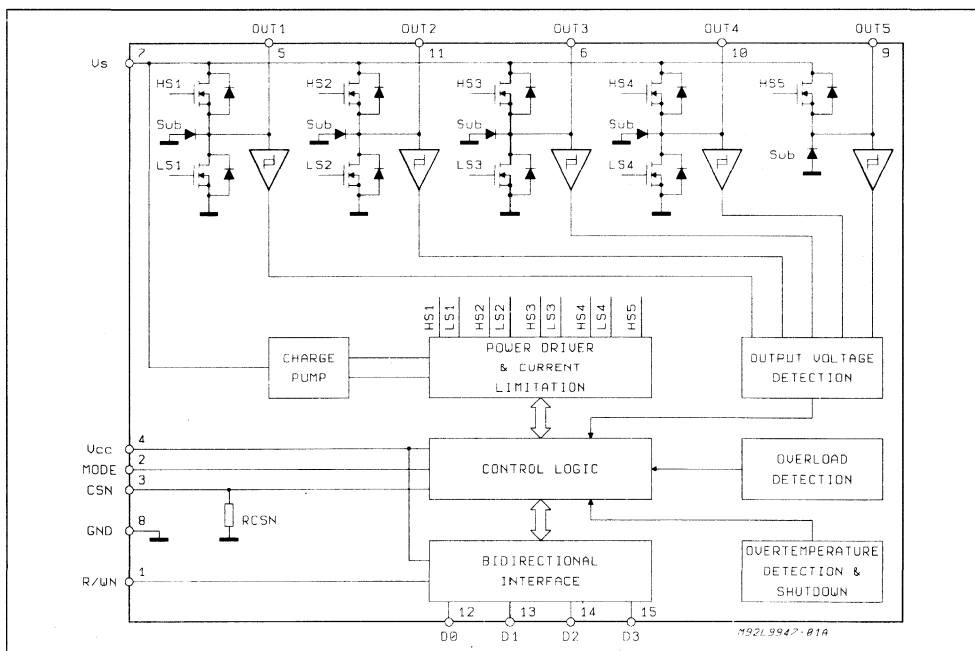 OUT1 OUT2 OUT3 OUT4 OUT5
7 5 11 6 10 9
Vs
HS1 HS2 HS3 HS4 HS5
Sub Sub Sub Sub
Sub
LS1 LS2 LS3 LS4
HS1 LS1 HS2 LS2 HS3 LS3 HS4 LS4 HS5
CHARGE
PUMP
POWER DRIVER
& CURRENT
LIMITATION
OUTPUT VOLTAGE
DETECTION
Vcc 4
MODE 2
CSN 3
CONTROL LOGIC
OVERLOAD
DETECTION
RCSN
GND 8
R/WN 1
BIDIRECTIONAL
INTERFACE
OVERTEMPERATURE
DETECTION &
SHUTDOWN
12 13 14 15
D0 D1 D2 D3
M92L9947-01A